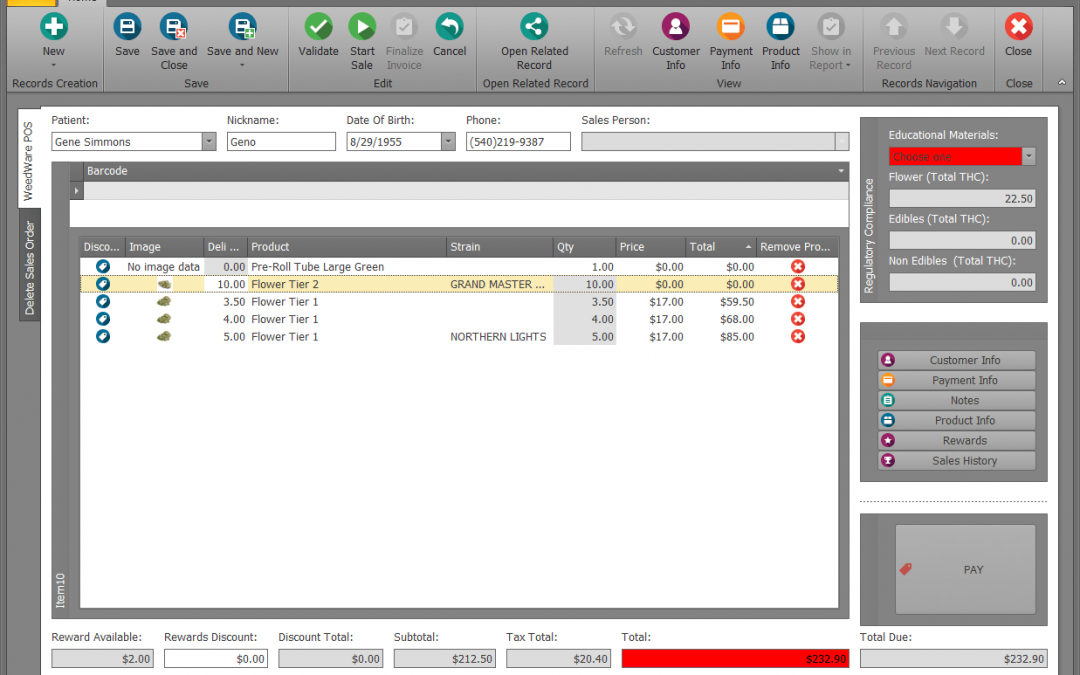 Home
New
Save
Save and Close
Save and New
Validate
Start Sale
Finalize Invoice
Cancel
Open Related Record
Refresh
Customer Info
Payment Info
Product Info
Show in Report
Previous Record
Next Record
Close
Records Creation
Save
Edit
Open Related Record
View
Records Navigation
Close
WeedWare POS
Delete Sales Order
Patient:
Nickname:
Date Of Birth:
Phone:
Sales Person:
Gene Simmons
Geno
8/29/1955
(540)219-9387
Barcode
Disco... Image Deli ... Product Strain Qty Price Total Remove Pro...
No image data 0.00 Pre-Roll Tube Large Green 1.00 $0.00 $0.00
10.00 Flower Tier 2 GRAND MASTER ... 10.00 $0.00 $0.00
3.50 Flower Tier 1 3.50 $17.00 $59.50
4.00 Flower Tier 1 4.00 $17.00 $68.00
5.00 Flower Tier 1 NORTHERN LIGHTS 5.00 $17.00 $85.00
Item10
Regulatory Compliance
Educational Materials:
Choose one
Flower (Total THC):
22.50
Edibles (Total THC):
0.00
Non Edibles (Total THC):
0.00
Customer Info
Payment Info
Notes
Product Info
Rewards
Sales History
PAY
Reward Available:
Rewards Discount:
Discount Total:
Subtotal:
Tax Total:
Total:
Total Due:
$2.00
$0.00
$0.00
$212.50
$20.40
$232.90
$232.90